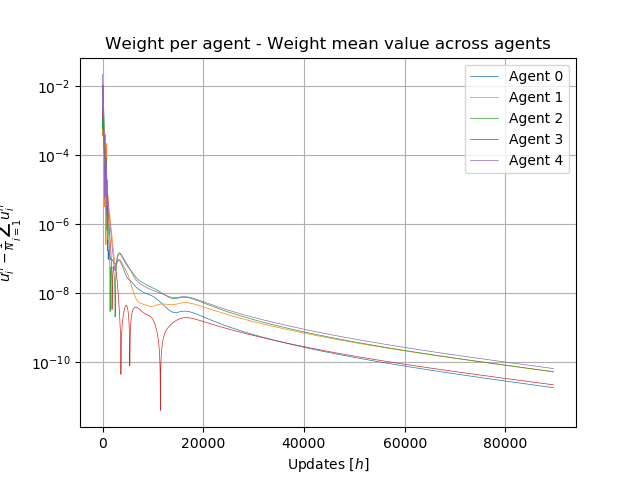 Weight per agent - Weight mean value across agents
Agent 0
Agent 1
Agent 2
Agent 3
Agent 4
10⁻²
10⁻⁴
10⁻⁶
10⁻⁸
10⁻¹⁰
0 20000 40000 60000 80000
Updates [h]